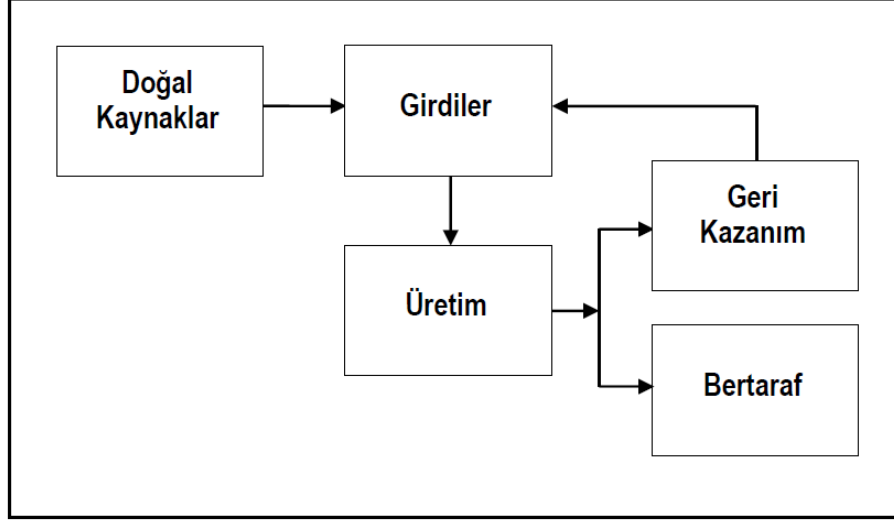 Doğal
Kaynaklar
Girdiler
Geri
Kazanım
Üretim
Bertaraf